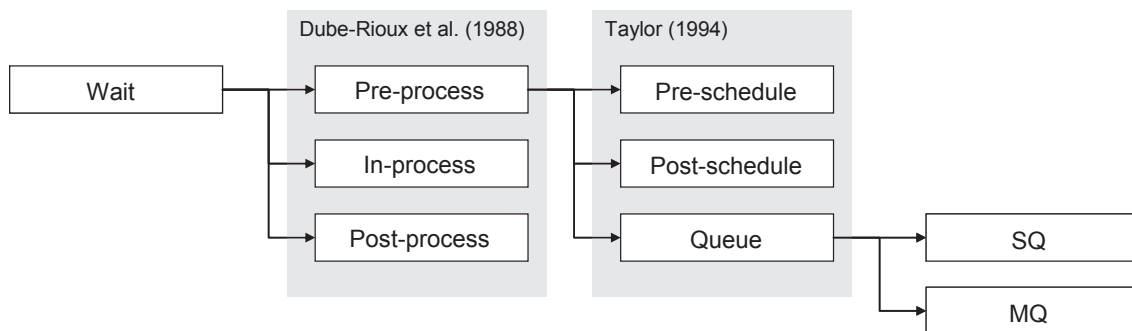 Dube-Rioux et al. (1988)
Taylor (1994)
Wait
Pre-process
Pre-schedule
In-process
Post-schedule
Post-process
Queue
SQ
MQ